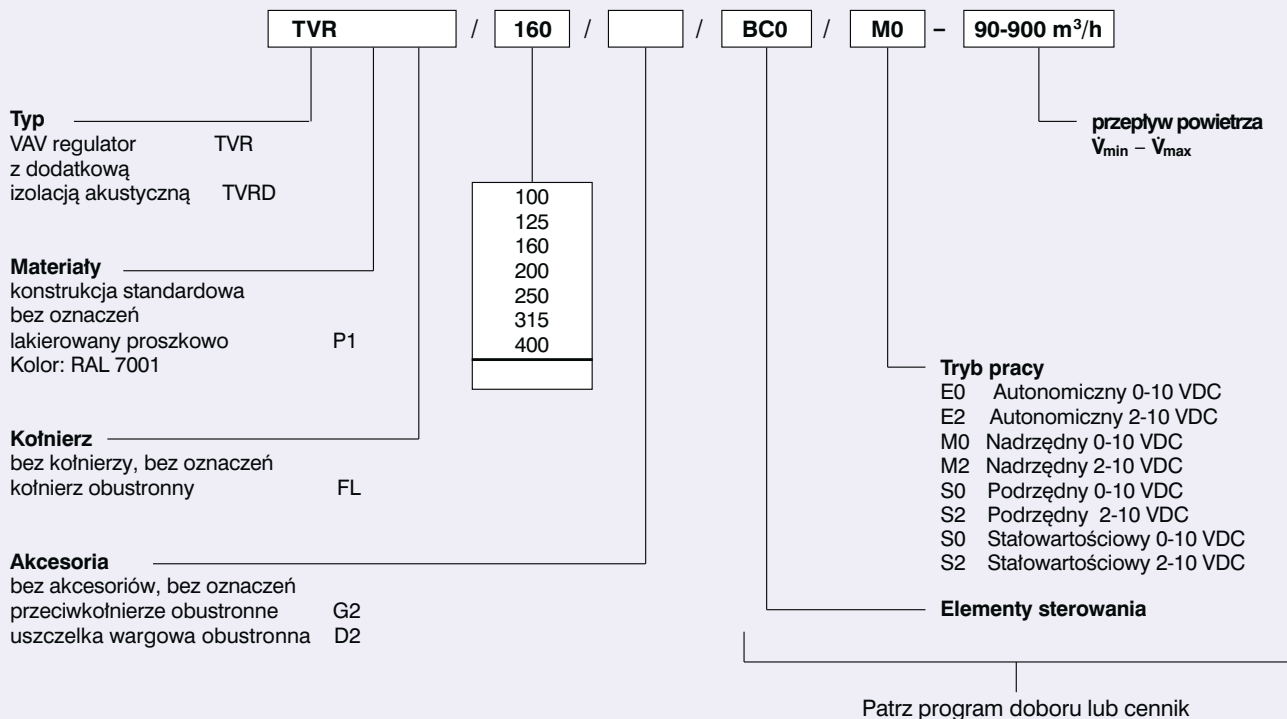 TVR / 160 / / BC0 / M0 – 90-900 m³/h
Typ
VAV regulator TVR
z dodatkową
izolacją akustyczną TVRD
Materiały
konstrukcja standardowa
bez oznaczeń
lakierowany proszkowo P1
Kolor: RAL 7001
Kołnierz
bez kołnierzy, bez oznaczeń
kołnierz obustronny FL
Akcesoria
bez akcesoriów, bez oznaczeń
przeciwkołnierze obustronne G2
uszczelka wargowa obustronna D2
100
125
160
200
250
315
400
przepływ powietrza
V̇min – V̇max
Tryb pracy
E0 Autonomiczny 0-10 VDC
E2 Autonomiczny 2-10 VDC
M0 Nadrzędny 0-10 VDC
M2 Nadrzędny 2-10 VDC
S0 Podrzędny 0-10 VDC
S2 Podrzędny 2-10 VDC
S0 Stałowartościowy 0-10 VDC
S2 Stałowartościowy 2-10 VDC
Elementy sterowania
Patrz program doboru lub cennik